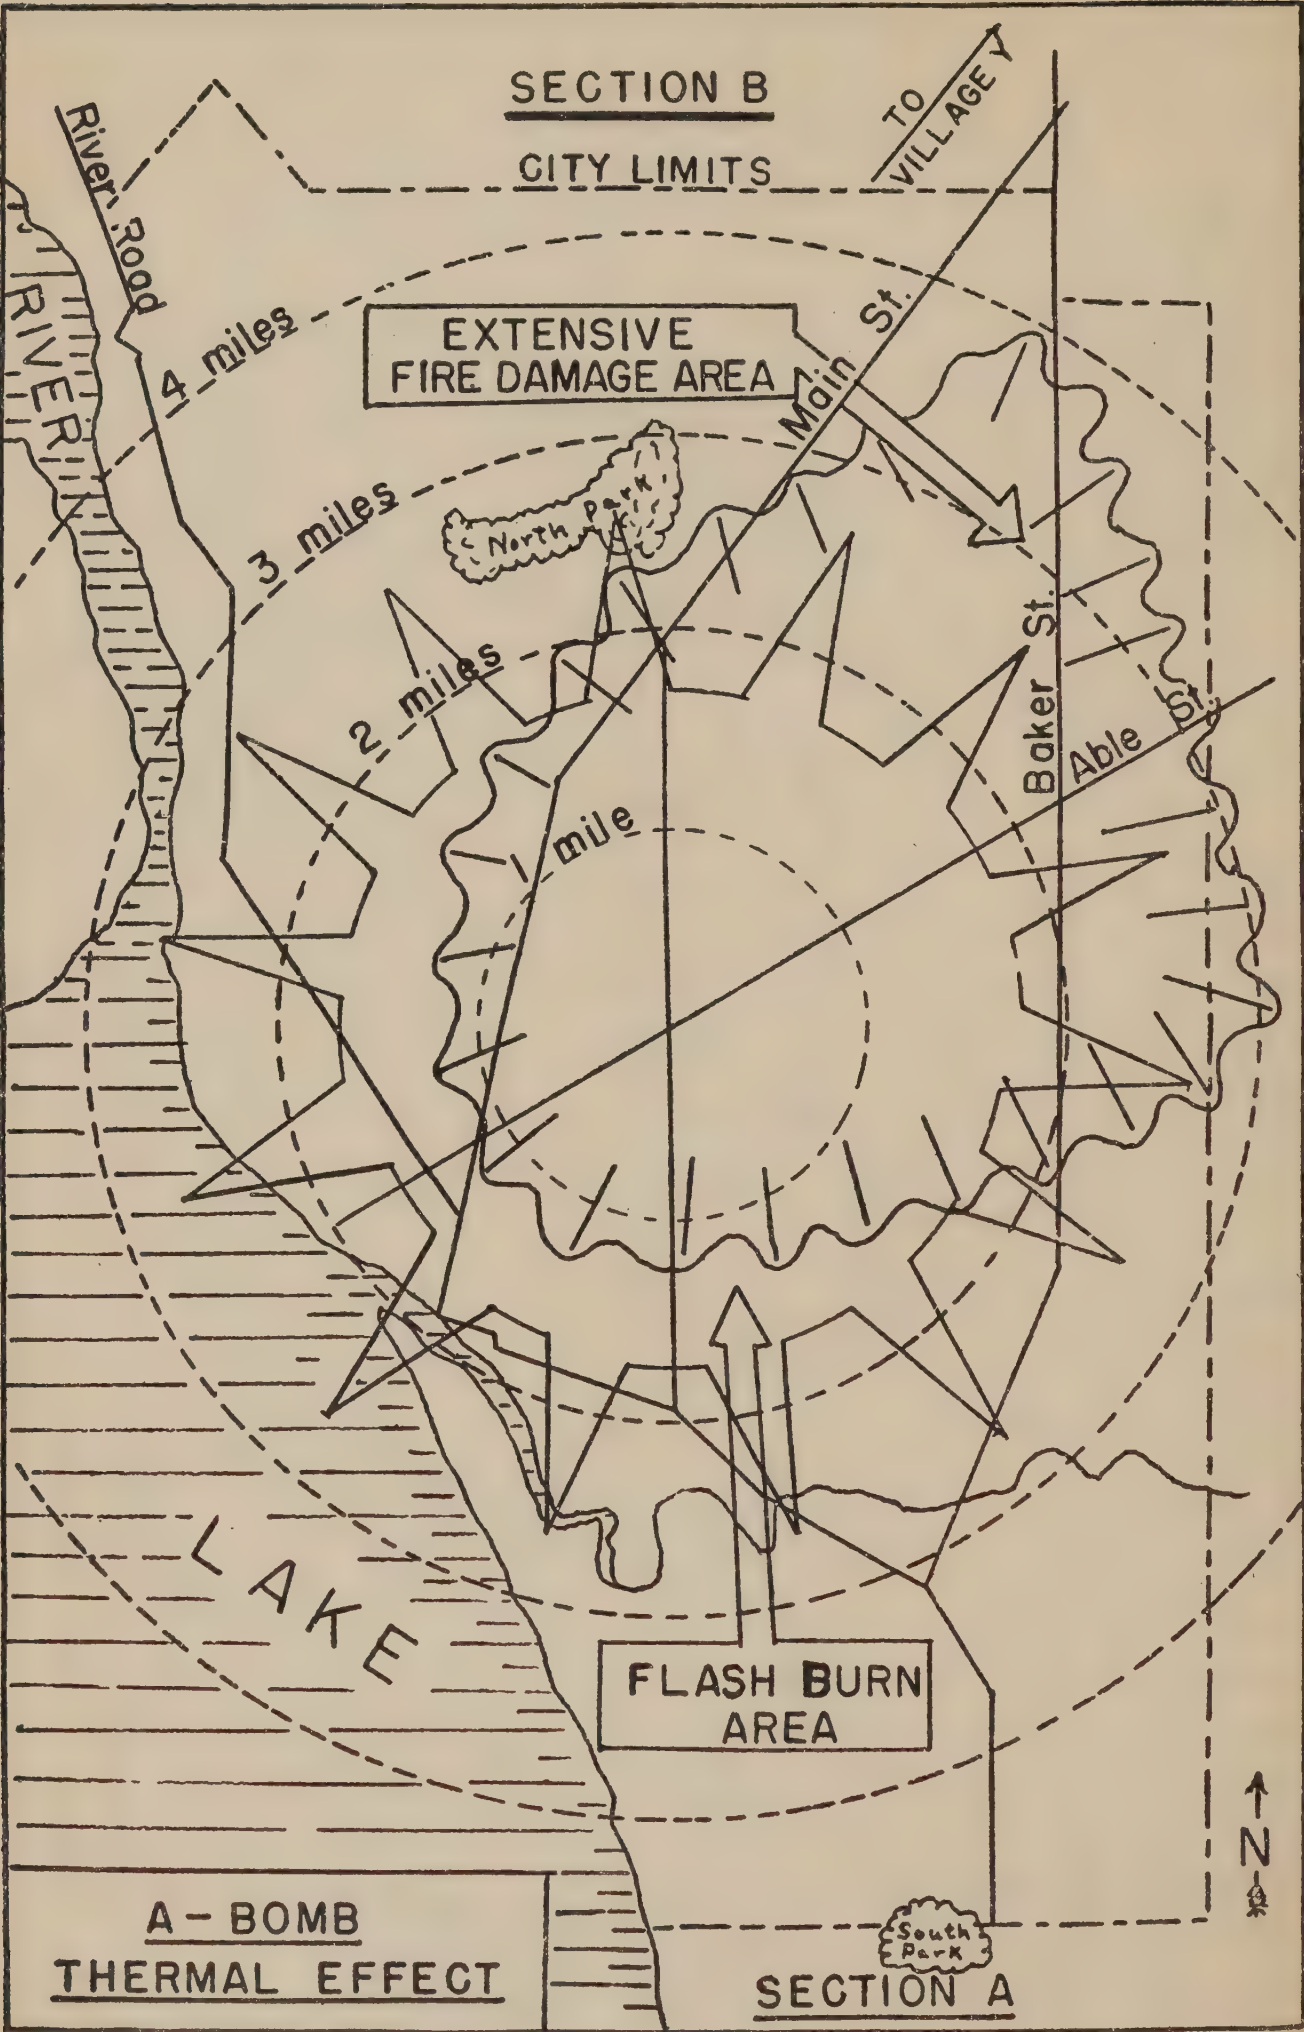 SECTION B
CITY LIMITS
TO
VILLAGE Y
River Road
RIVER
4 miles
EXTENSIVE
FIRE DAMAGE AREA
Main St.
North Park
3 miles
2 miles
1 mile
Baker St.
Able St.
LAKE
FLASH BURN
AREA
N
A-BOMB
THERMAL EFFECT
South
Park
SECTION A